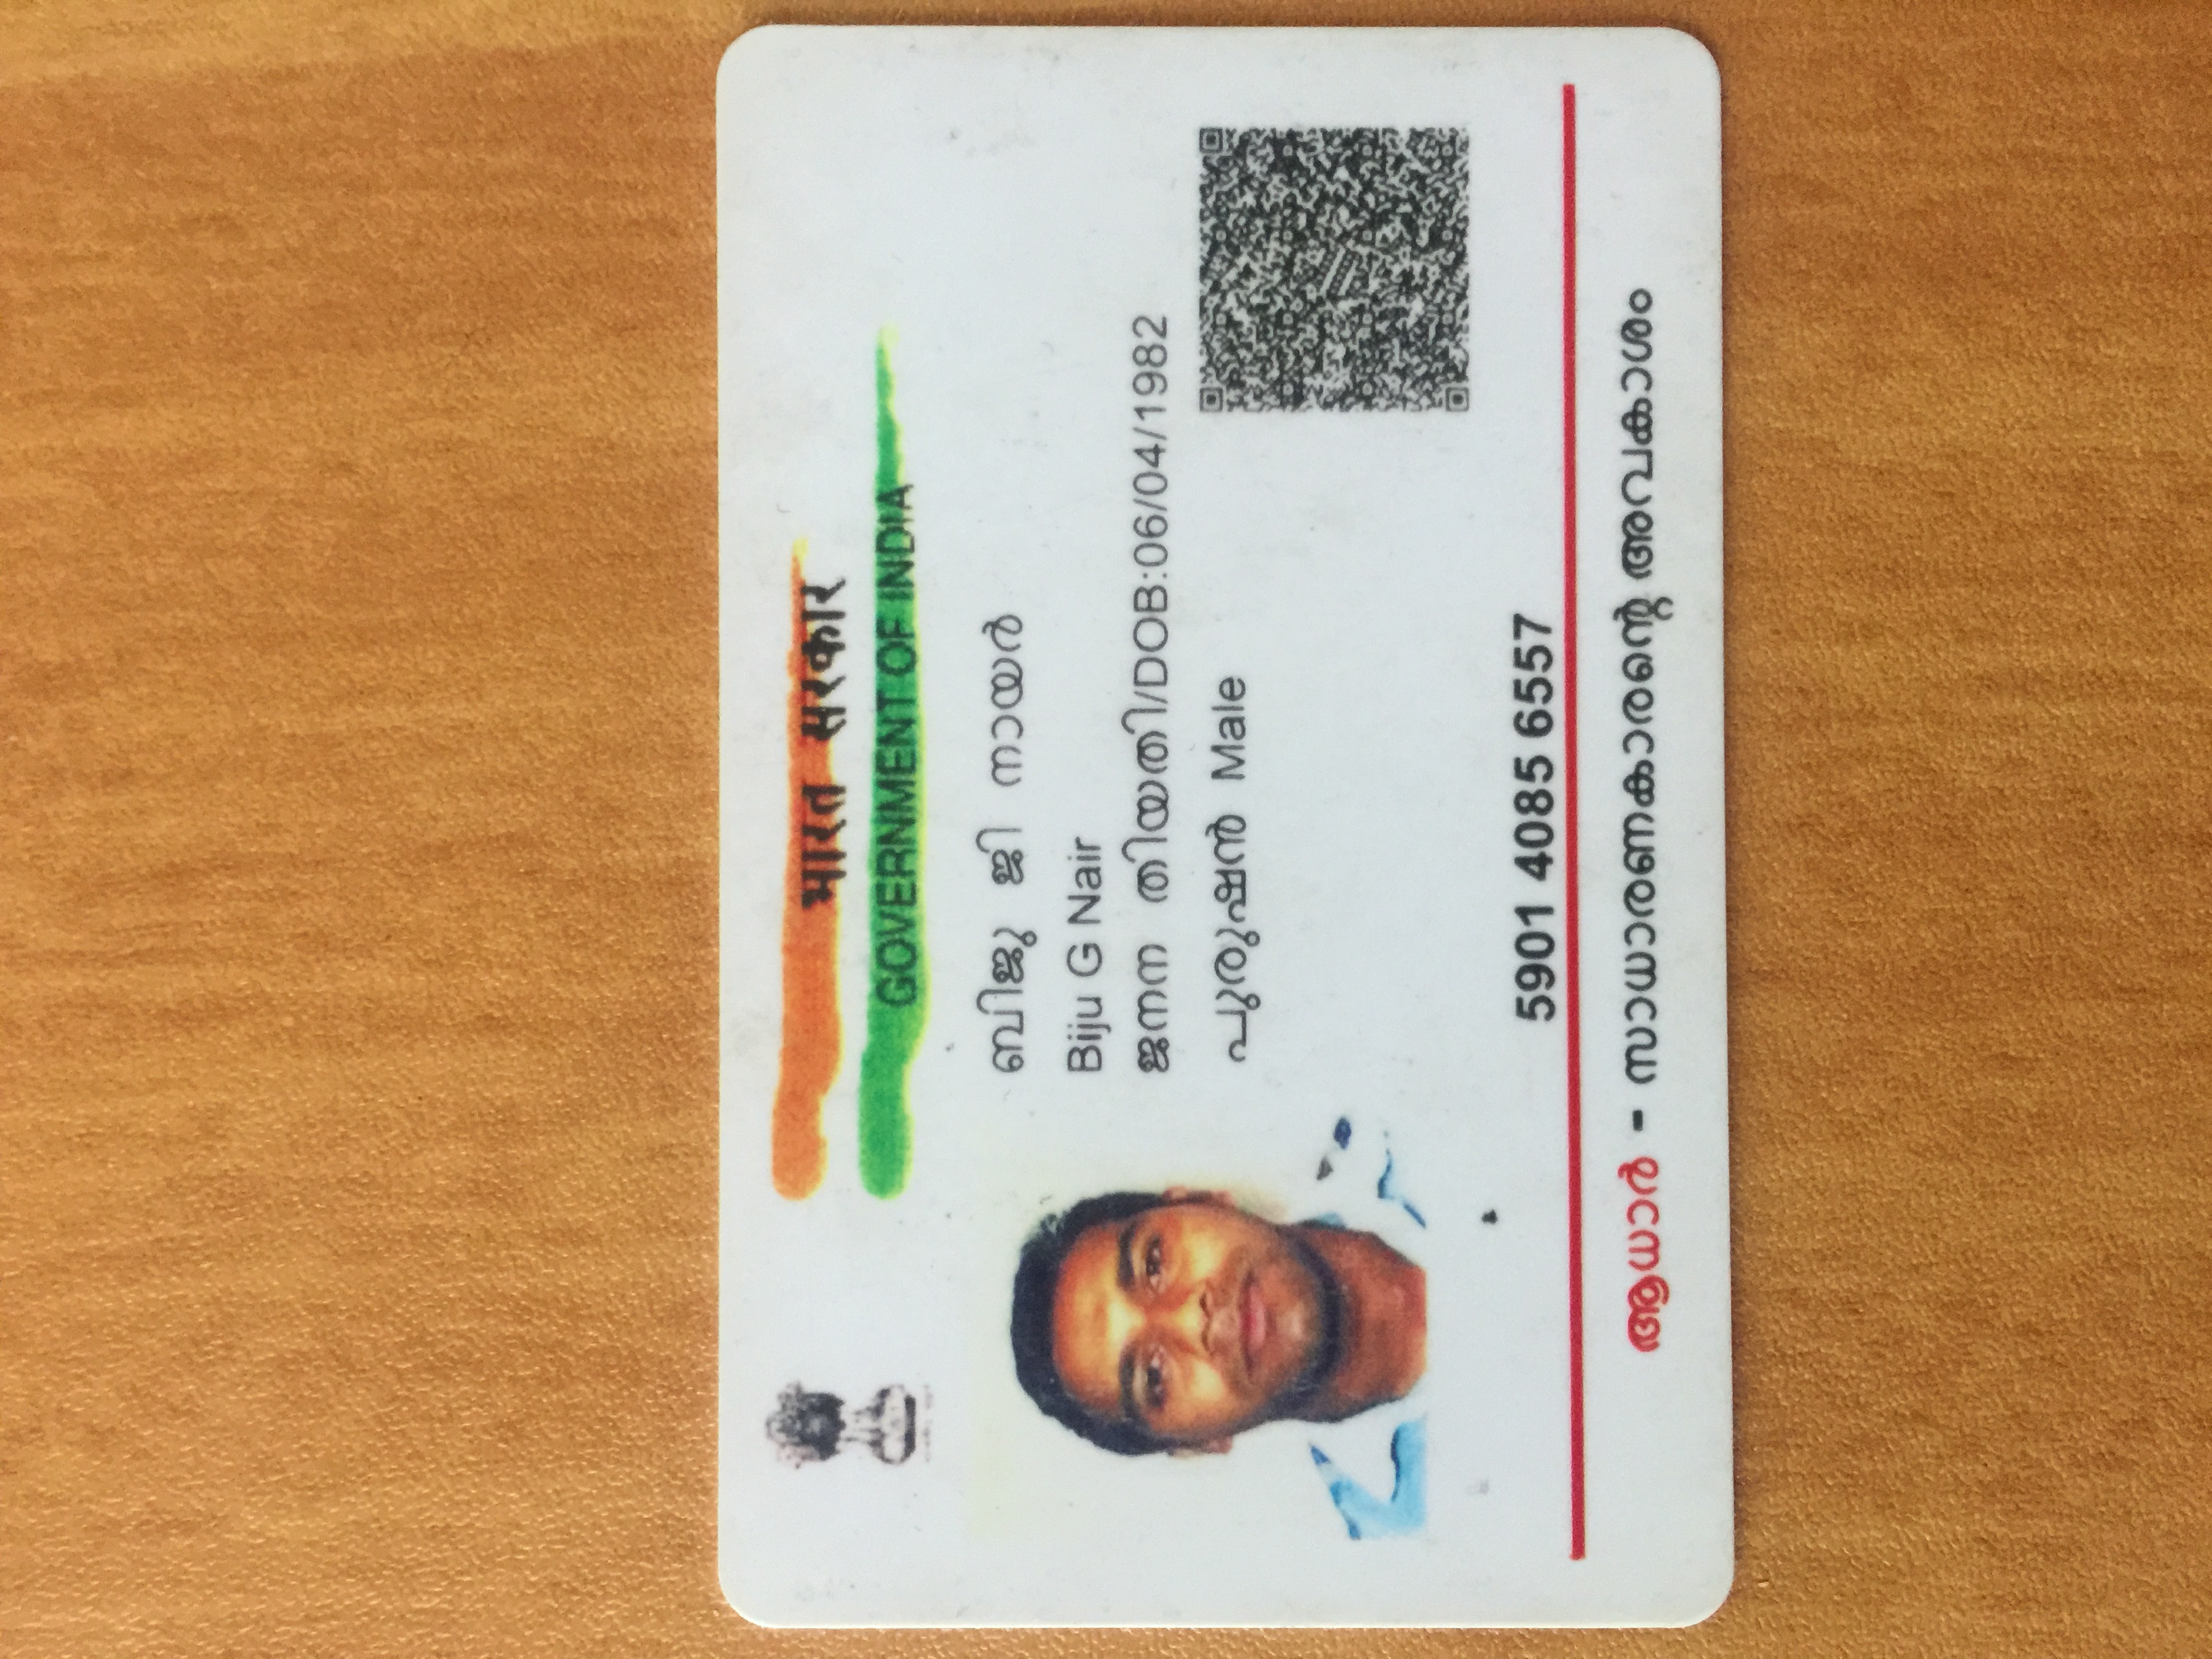 भारत सरकार
GOVERNMENT OF INDIA
ബിജു ജി നായർ
Biju G Nair
ജനന തിയതി/DOB:06/04/1982
പുരുഷൻ Male
5901 4085 6557
ആധാർ - സാധാരണകാരന്റെ അവകാശം